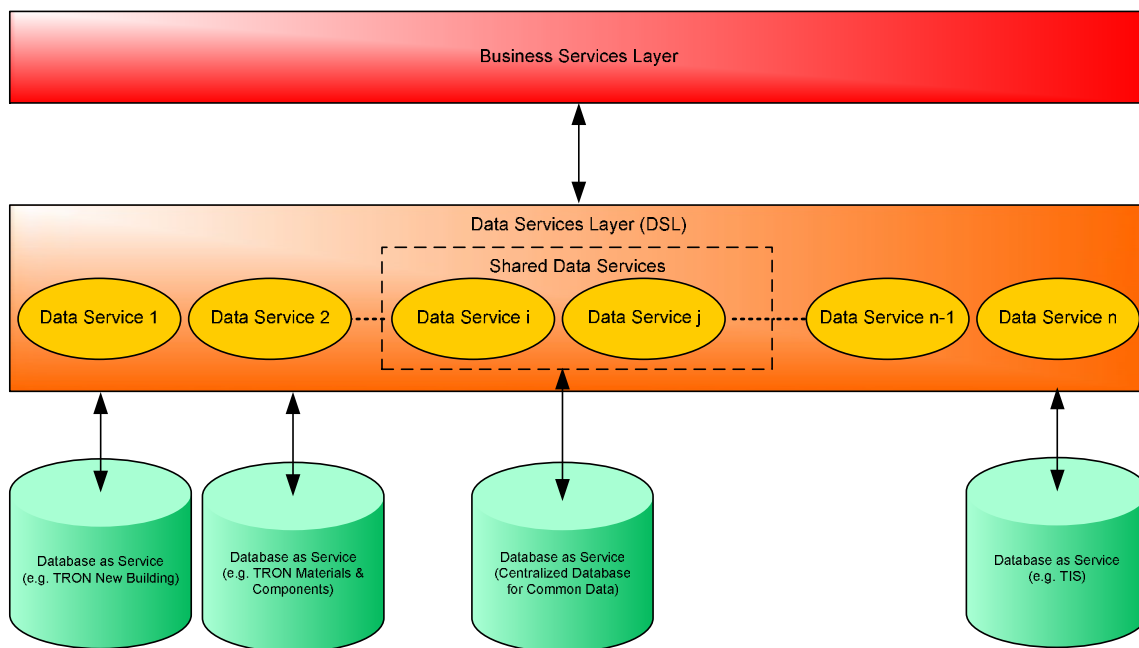 Business Services Layer
Data Services Layer (DSL)
Shared Data Services
Data Service 1
Data Service 2
Data Service i
Data Service j
Data Service n-1
Data Service n
Database as Service
(e.g. TRON New Building)
Database as Service
(e.g. TRON Materials &
Components)
Database as Service
(Centralized Database
for Common Data)
Database as Service
(e.g. TIS)